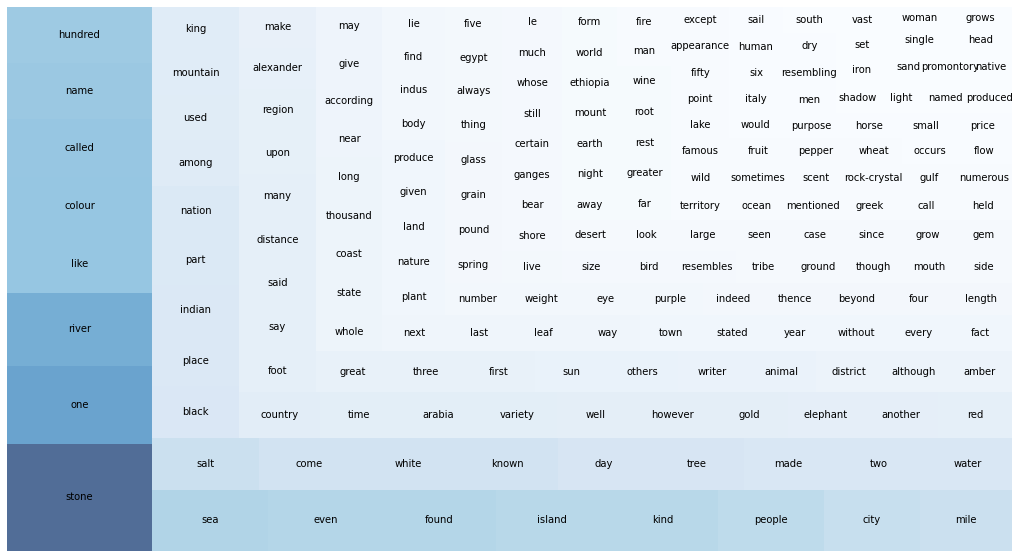 hundred
name
called
colour
like
river
one
stone
king
mountain
used
among
nation
part
indian
place
black
make
alexander
region
upon
many
distance
said
say
foot
may
give
according
near
long
thousand
coast
state
whole
lie
find
indus
body
produce
given
land
nature
plant
next
five
egypt
always
thing
glass
grain
pound
spring
number
last
le
much
whose
still
certain
ganges
bear
shore
live
weight
leaf
form
world
ethiopia
mount
earth
night
away
desert
size
eye
way
fire
man
wine
root
rest
greater
far
look
bird
purple
town
except sail south vast woman grows
appearance human dry set single head
fifty six resembling iron sand promontory native
point italy men shadow light named produced
lake would purpose horse small price
famous fruit pepper wheat occurs flow
wild sometimes scent rock-crystal gulf numerous
territory ocean mentioned greek call held
large seen case since grow gem
resembles tribe ground though mouth side
indeed thence beyond four length
stated year without every fact
great three first sun others writer animal district although amber
country time arabia variety well however gold elephant another red
salt come white known day tree made two water
sea even found island kind people city mile